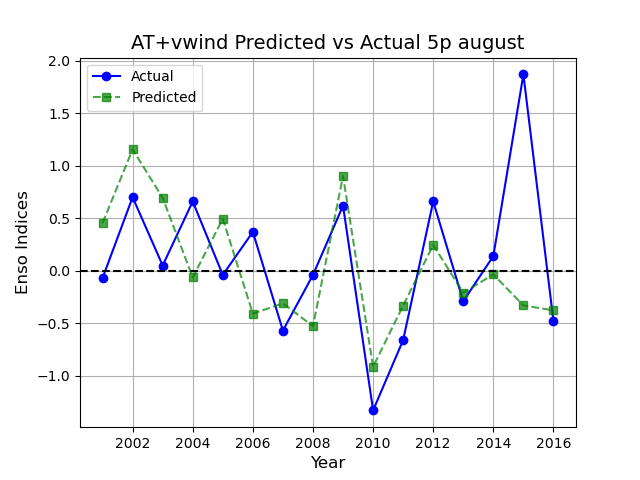 AT+vwind Predicted vs Actual 5p august
Actual
Predicted
Enso Indices
2.0
1.5
1.0
0.5
0.0
−0.5
−1.0
2002 2004 2006 2008 2010 2012 2014 2016
Year